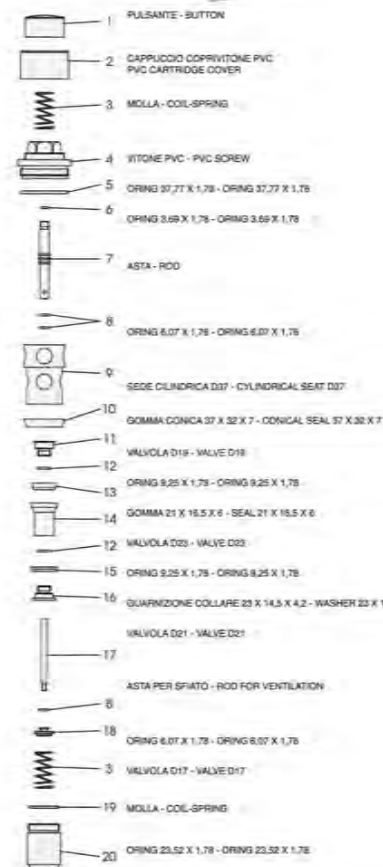 1 PULSANTE - BUTTON
2 CAPPUCCIO COPRIVITONE PVC
PVC CARTRIDGE COVER
3 MOLLA - COIL-SPRING
4 VITONE PVC - PVC SCREW
5 ORING 37,77 X 1,78 - ORING 37,77 X 1,78
6
ORING 3,69 X 1,78 - ORING 3,69 X 1,78
7 ASTA - ROD
8
ORING 6,07 X 1,78 - ORING 6,07 X 1,78
9
SEDE CILINDRICA D37 - CYLINDRICAL SEAT D37
10
GOMMA CONICA 37 X 32 X 7 - CONICAL SEAL 37 X 32 X 7
11
VALVOLA D19 - VALVE D19
12
13 ORING 9,25 X 1,78 - ORING 9,25 X 1,78
14 GOMMA 21 X 16,5 X 6 - SEAL 21 X 16,5 X 6
12 VALVOLA D23 - VALVE D23
15 ORING 9,25 X 1,78 - ORING 9,25 X 1,78
16 GUARNIZIONE COLLARE 23 X 14,5 X 4,2 - WASHER 23 X 1
VALVOLA D21 - VALVE D21
17
ASTA PER SFIATO - ROD FOR VENTILATION
8
18 ORING 6,07 X 1,78 - ORING 6,07 X 1,78
3 VALVOLA D17 - VALVE D17
19 MOLLA - COIL-SPRING
20 ORING 23,52 X 1,78 - ORING 23,52 X 1,78